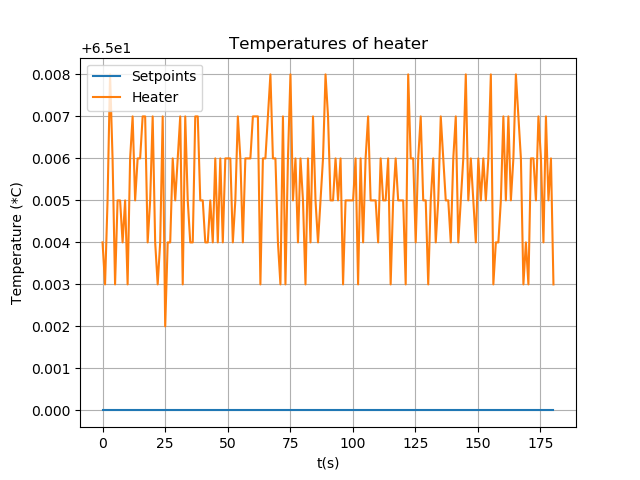 Temperatures of heater
+6.5e1
Setpoints
Heater
0.008
0.007
0.006
0.005
0.004
0.003
0.002
0.001
0.000
Temperature (*C)
0 25 50 75 100 125 150 175
t(s)